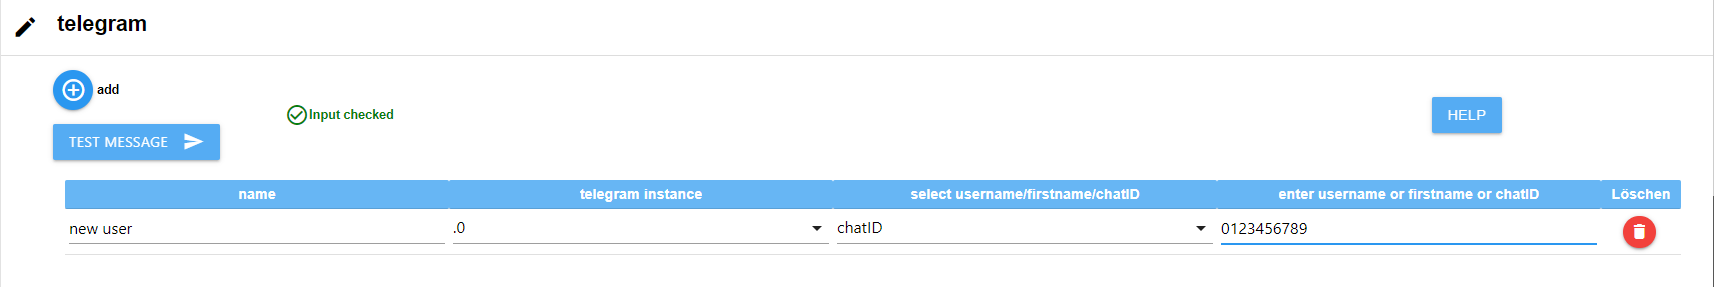 telegram
add
Input checked
HELP
TEST MESSAGE
name telegram instance select username/firstname/chatID enter username or firstname or chatID Löschen
new user .0 chatID 0123456789